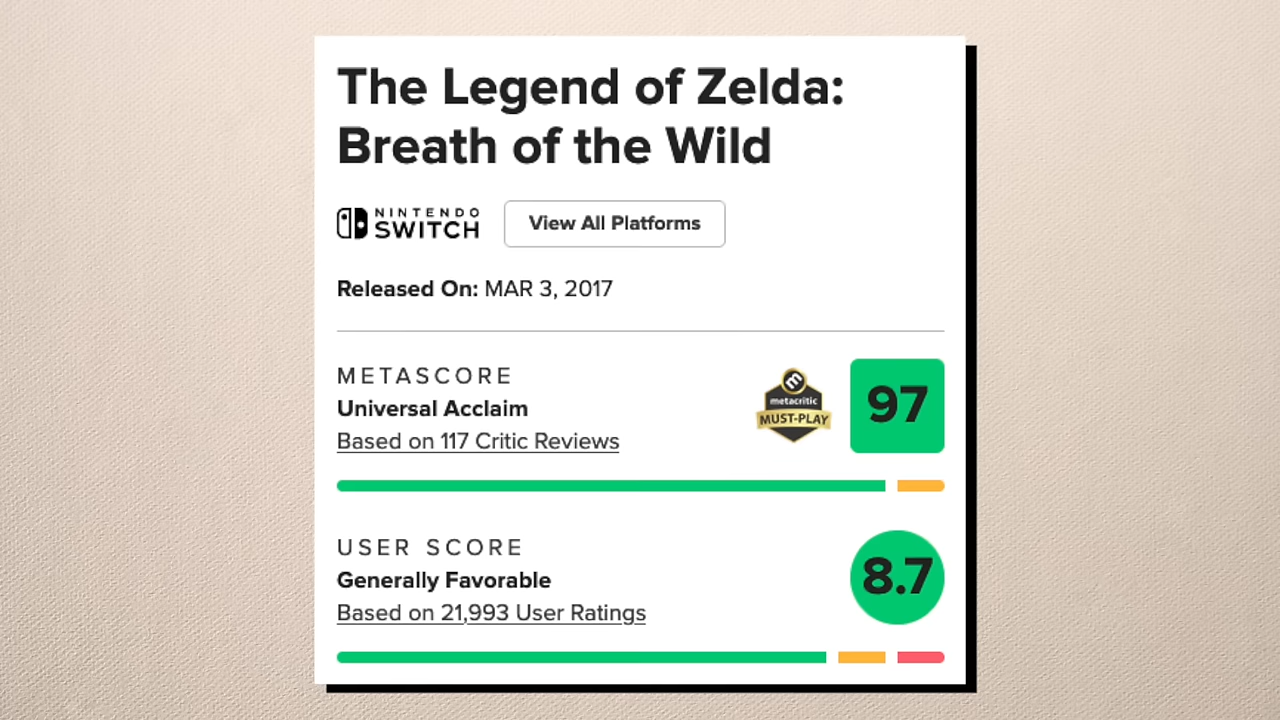 The Legend of Zelda:
Breath of the Wild
NINTENDO
SWITCH
View All Platforms
Released On: MAR 3, 2017
METASCORE
Universal Acclaim
Based on 117 Critic Reviews
m
metacritic
MUST-PLAY
97
USER SCORE
Generally Favorable
Based on 21,993 User Ratings
8.7